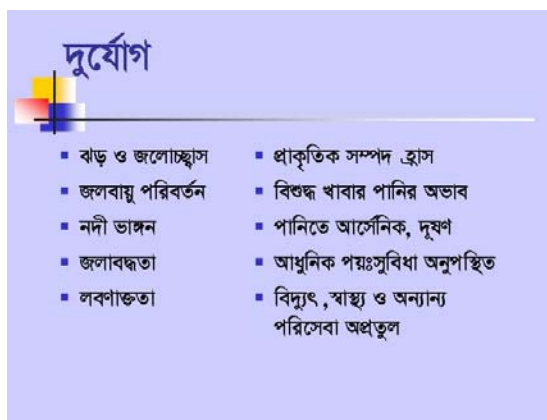 দুর্যোগ
ঝড় ও জলোচ্ছ্বাস
জলবায়ু পরিবর্তন
নদী ভাঙ্গন
জলাবদ্ধতা
লবণাক্ততা
প্রাকৃতিক সম্পদ হ্রাস
বিশুদ্ধ খাবার পানির অভাব
পানিতে আর্সেনিক, দূষণ
আধুনিক পয়ঃসুবিধা অনুপস্থিত
বিদ্যুৎ ,স্বাস্থ্য ও অন্যান্য
পরিসেবা অপ্রতুল